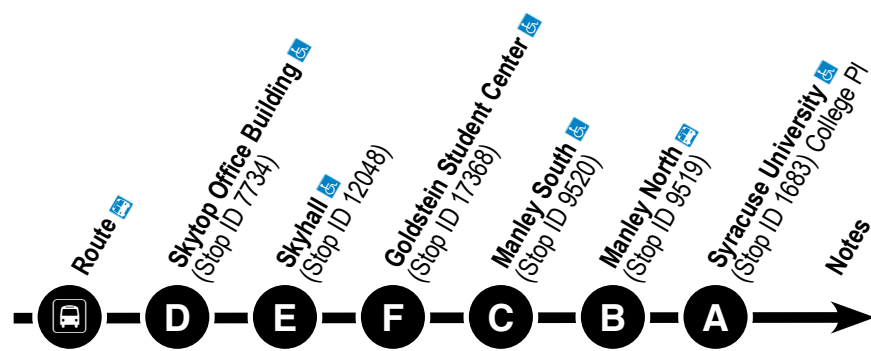 Route
Skytop Office Building
(Stop ID 7734)
Skyhall
(Stop ID 12048)
Goldstein Student Center
(Stop ID 17368)
Manley South
(Stop ID 9520)
Manley North
(Stop ID 9519)
Syracuse University
(Stop ID 1683) College Pl
Notes
D E F C B A